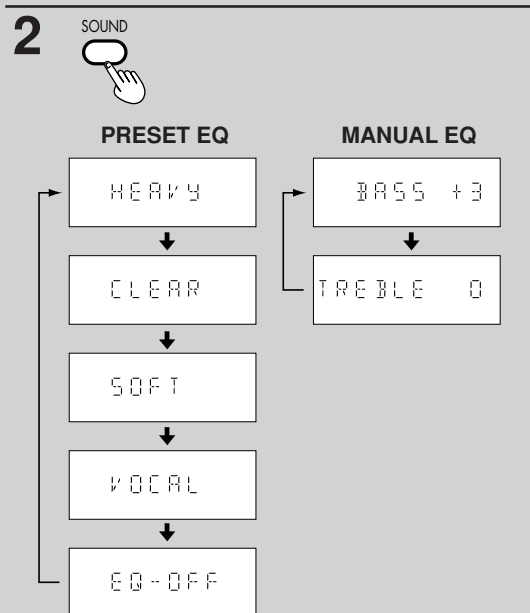 2
SOUND
PRESET EQ
HEAVY
CLEAR
SOFT
VOCAL
EQ-OFF
MANUAL EQ
BASS +3
TREBLE 0